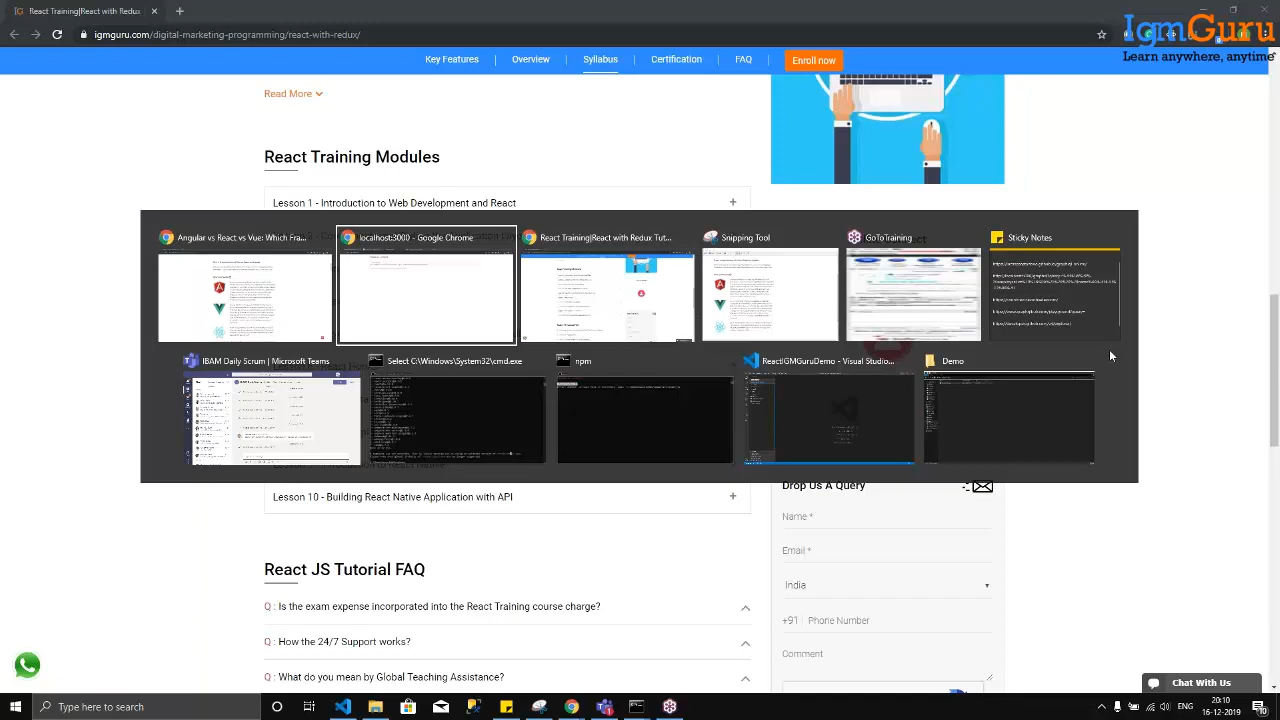 React Training|React with Redux
igmguru.com/digital-marketing-programming/react-with-redux/
IgmGuru
Learn anywhere, anytime
Key Features
Overview
Syllabus
Certification
FAQ
Enroll now
Read More
React Training Modules
Lesson 1 - Introduction to Web Development and React
Angular vs React vs Vue: Which Fra...
localhost:3000 - Google Chrome
React Training|React with Redux Tut...
Snipping Tool
GoToTraining
Sticky Notes
IBAM Daily Scrum | Microsoft Teams
Select C:\Windows\System32\cmd.exe
npm
ReactIGMGuruDemo - Visual Studio...
Demo
Drop Us A Query
Lesson 10 - Building React Native Application with API
Name *
Email *
India
+91
Phone Number
Comment
React JS Tutorial FAQ
Q : Is the exam expense incorporated into the React Training course charge?
Q : How the 24/7 Support works?
Q : What do you mean by Global Teaching Assistance?
Chat With Us
Type here to search
ENG
20:10
16-12-2019